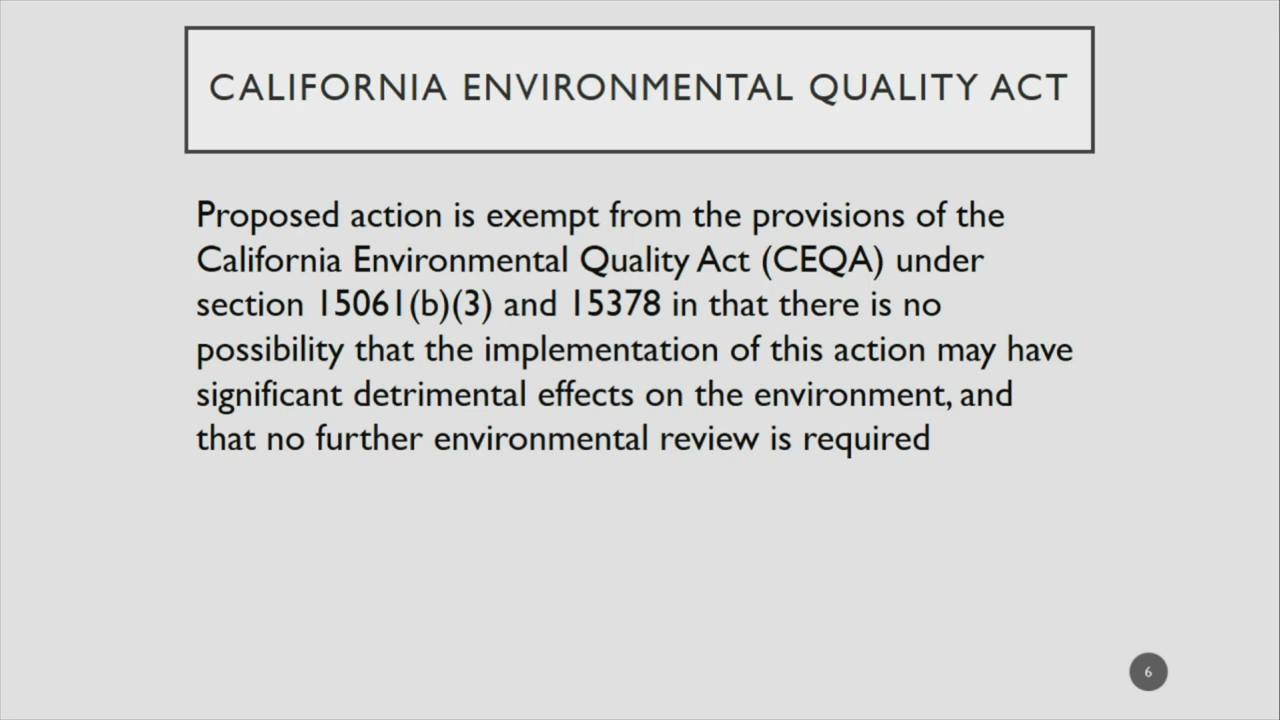 CALIFORNIA ENVIRONMENTAL QUALITY ACT
Proposed action is exempt from the provisions of the
California Environmental Quality Act (CEQA) under
section 15061(b)(3) and 15378 in that there is no
possibility that the implementation of this action may have
significant detrimental effects on the environment, and
that no further environmental review is required
6